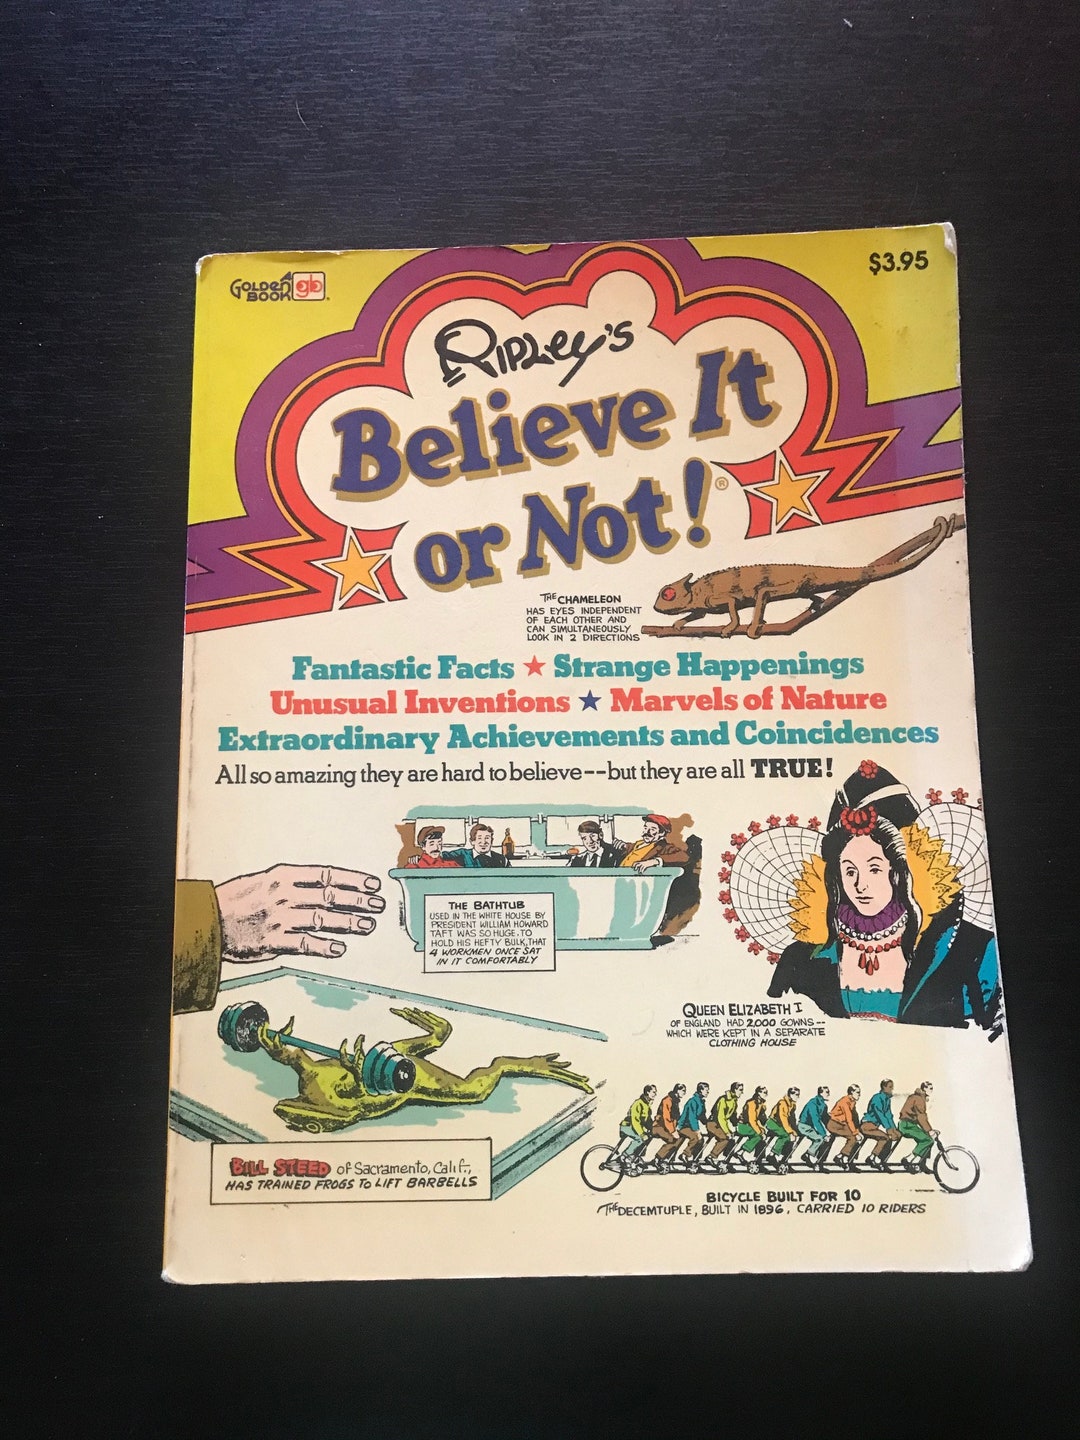 GOLDEN
BOOK gb ®
$3.95
RIPLEY'S
Believe It
or Not! ®
THE CHAMELEON
HAS EYES INDEPENDENT
OF EACH OTHER AND
CAN SIMULTANEOUSLY
LOOK IN 2 DIRECTIONS
Fantastic Facts ★ Strange Happenings
Unusual Inventions ★ Marvels of Nature
Extraordinary Achievements and Coincidences
All so amazing they are hard to believe--but they are all TRUE!
THE BATHTUB
USED IN THE WHITE HOUSE BY
PRESIDENT WILLIAM HOWARD
TAFT WAS SO HUGE. TO
HOLD HIS HEFTY BULK, THAT
4 WORKMEN ONCE SAT
IN IT COMFORTABLY
QUEEN ELIZABETH I
OF ENGLAND HAD 2,000 GOWNS--
WHICH WERE KEPT IN A SEPARATE
CLOTHING HOUSE
BILL STEED of Sacramento, Calif.,
HAS TRAINED FROGS TO LIFT BARBELLS
BICYCLE BUILT FOR 10
THE DECEMTUPLE, BUILT IN 1896, CARRIED 10 RIDERS